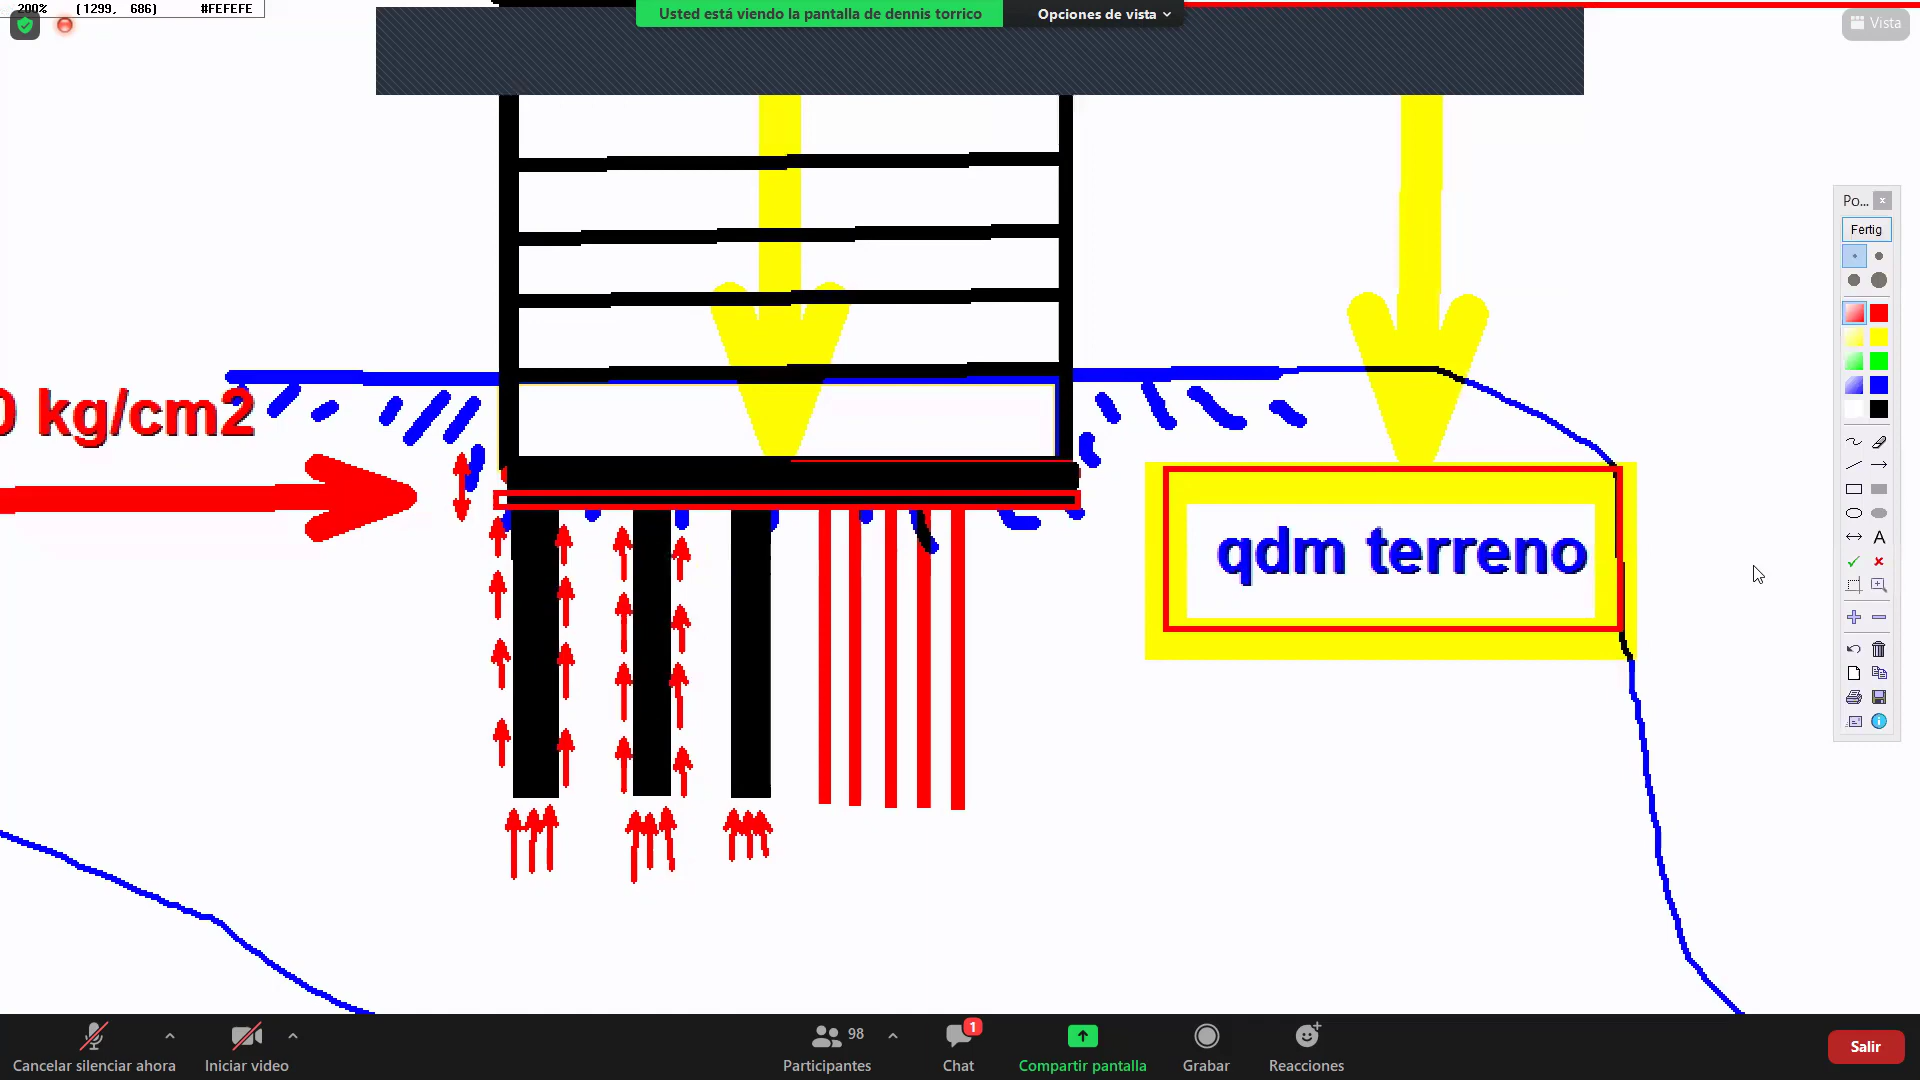 200% (1299, 686) #FEFEFE
Usted está viendo la pantalla de dennis torrico
Opciones de vista
Vista
Po...
Fertig
A
0 kg/cm2
qdm terreno
Cancelar silenciar ahora
Iniciar video
98
Participantes
1
Chat
Compartir pantalla
Grabar
Reacciones
Salir